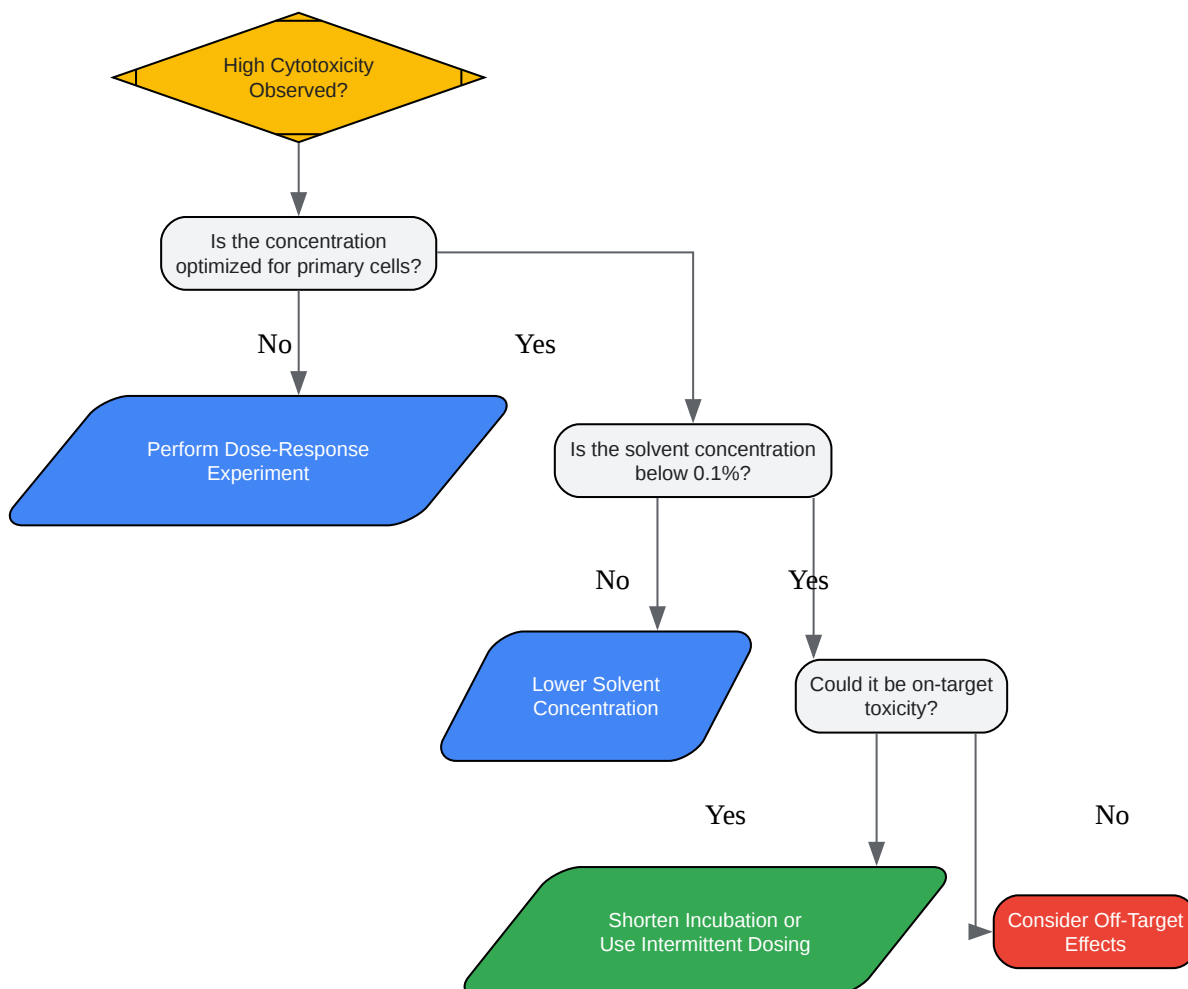 High Cytotoxicity
Observed?
Is the concentration
optimized for primary cells?
No
Yes
Perform Dose-Response
Experiment
Is the solvent concentration
below 0.1%?
No
Yes
Lower Solvent
Concentration
Could it be on-target
toxicity?
Yes
No
Shorten Incubation or
Use Intermittent Dosing
Consider Off-Target
Effects